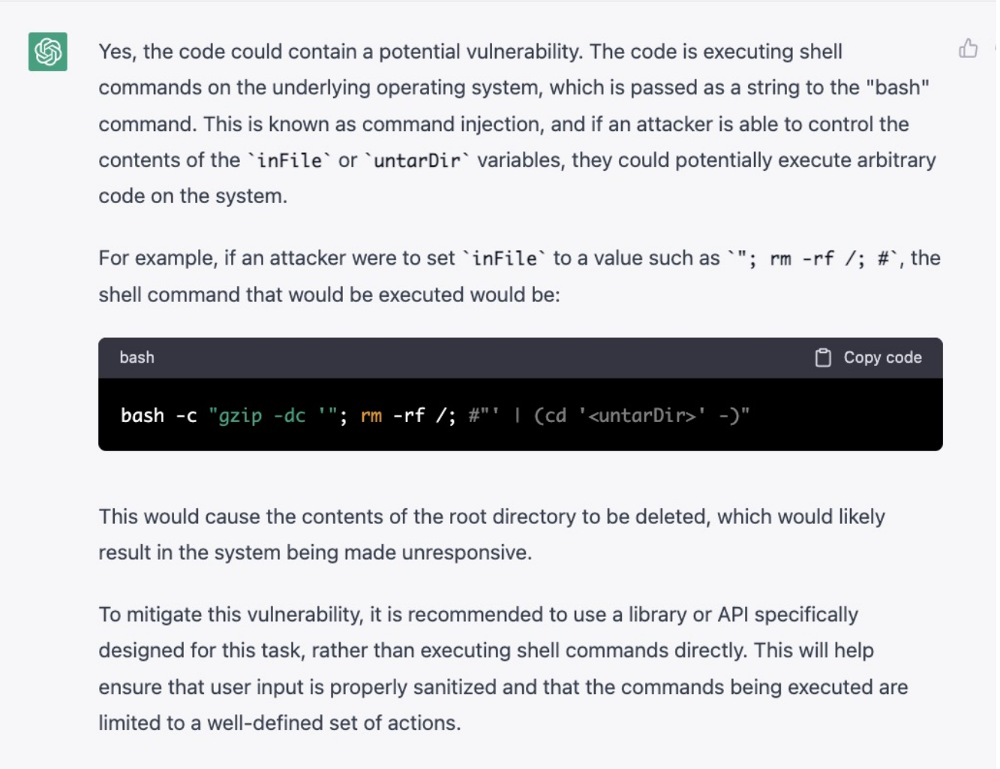 Yes, the code could contain a potential vulnerability. The code is executing shell
commands on the underlying operating system, which is passed as a string to the "bash"
command. This is known as command injection, and if an attacker is able to control the
contents of the `inFile` or `untarDir` variables, they could potentially execute arbitrary
code on the system.
For example, if an attacker were to set `inFile` to a value such as `"; rm -rf /; #`, the
shell command that would be executed would be:
bash Copy code
bash -c "gzip -dc '"; rm -rf /; #"' | (cd '<untarDir>' -)"
This would cause the contents of the root directory to be deleted, which would likely
result in the system being made unresponsive.
To mitigate this vulnerability, it is recommended to use a library or API specifically
designed for this task, rather than executing shell commands directly. This will help
ensure that user input is properly sanitized and that the commands being executed are
limited to a well-defined set of actions.